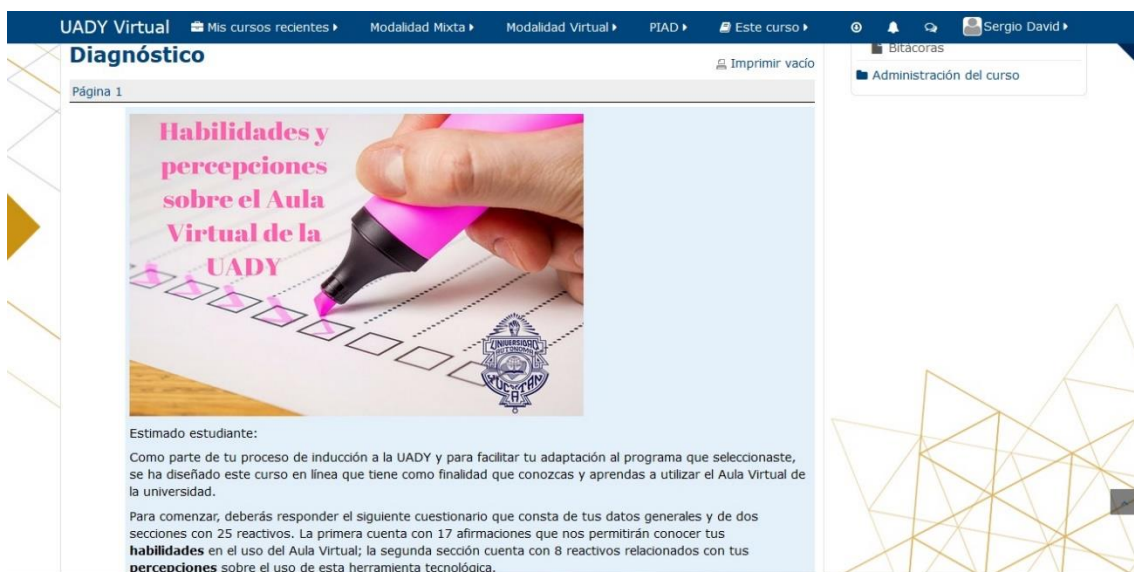 UADY Virtual Mis cursos recientes Modalidad Mixta Modalidad Virtual PIAD Este curso Sergio David
Diagnóstico
Imprimir vacío
Página 1
Bitácoras
Administración del curso
Habilidades y
percepciones
sobre el Aula
Virtual de la
UADY
UNIVERSIDAD
AUTONOMA
YUCATAN
Estimado estudiante:
Como parte de tu proceso de inducción a la UADY y para facilitar tu adaptación al programa que seleccionaste,
se ha diseñado este curso en línea que tiene como finalidad que conozcas y aprendas a utilizar el Aula Virtual de
la universidad.
Para comenzar, deberás responder el siguiente cuestionario que consta de tus datos generales y de dos
secciones con 25 reactivos. La primera cuenta con 17 afirmaciones que nos permitirán conocer tus
habilidades en el uso del Aula Virtual; la segunda sección cuenta con 8 reactivos relacionados con tus
percepciones sobre el uso de esta herramienta tecnológica.